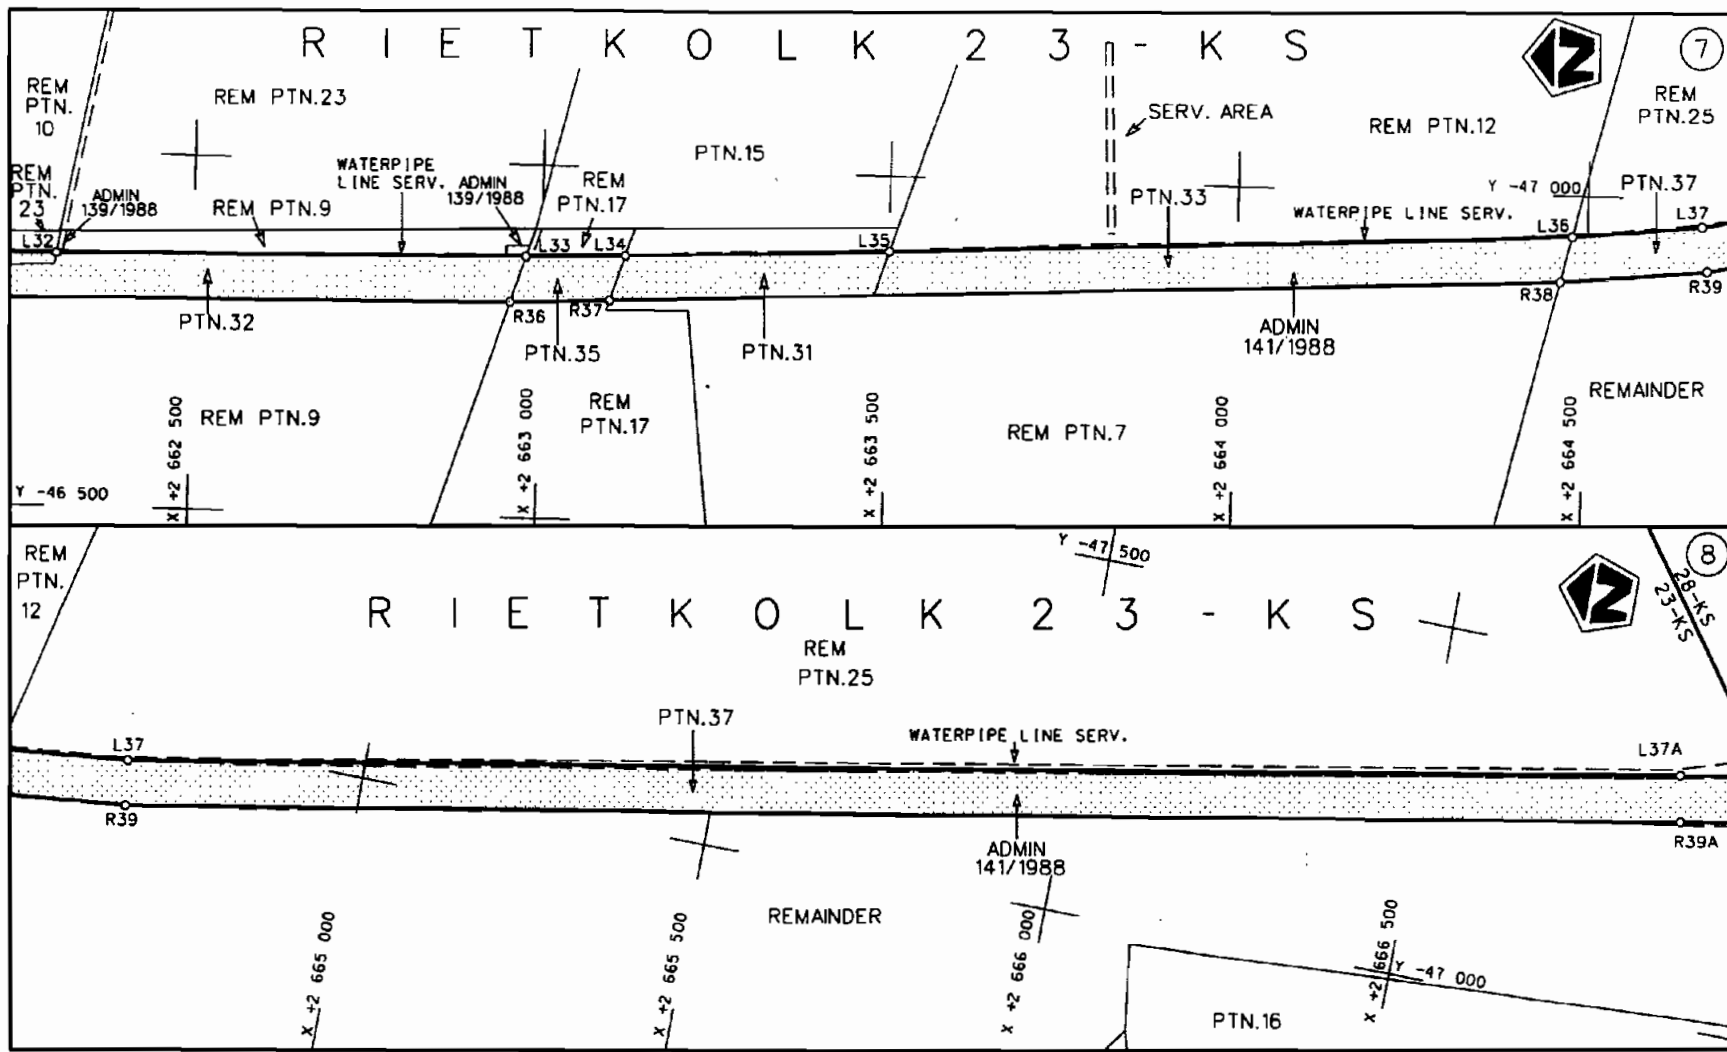 RIETKOLK 23-KS
7
REM
PTN.
10
REM PTN.23
REM
PTN.
23
ADMIN
139/1988
REM PTN.9
WATERPIPE
LINE SERV.
ADMIN
139/1988
REM
PTN.17
PTN.15
SERV. AREA
PTN.33
REM PTN.12
WATERPIPE LINE SERV.
Y -47 000
REM
PTN.25
PTN.37
L32
L33
L34
L35
L36
L37
R36
R37
R38
R39
PTN.32
PTN.35
PTN.31
ADMIN
141/1988
REM PTN.9
REM
PTN.17
REM PTN.7
REMAINDER
Y -46 500
X +2 662 500
X +2 663 000
X +2 663 500
X +2 664 000
X +2 664 500
REM
PTN.
12
Y -47 500
8
28-KS
23-KS
RIETKOLK 23-KS
REM
PTN.25
PTN.37
WATERPIPE LINE SERV.
L37
L37A
R39
R39A
ADMIN
141/1988
REMAINDER
X +2 665 000
X +2 665 500
X +2 666 000
X +2 666 500
Y -47 000
PTN.16